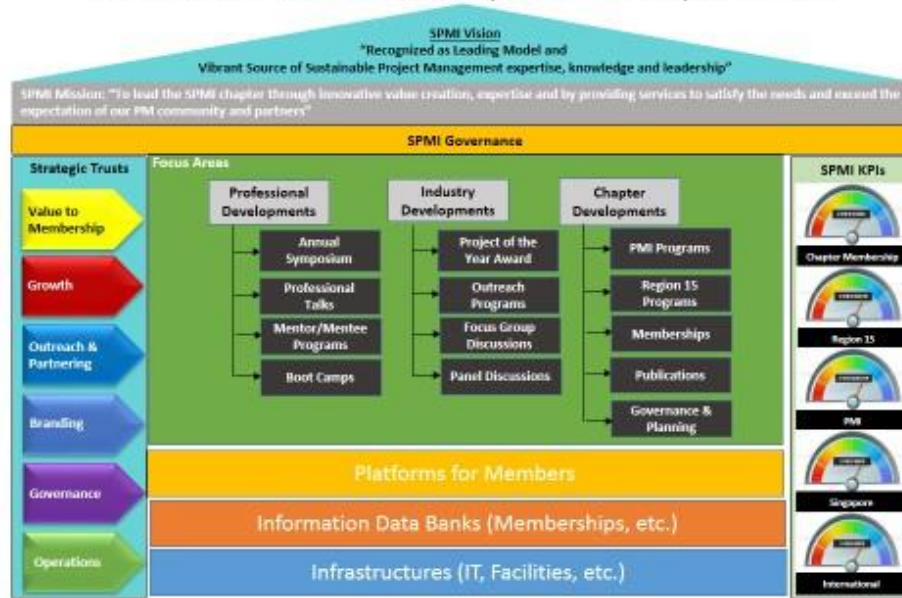 SPMI Vision
"Recognized as Leading Model and
Vibrant Source of Sustainable Project Management expertise, knowledge and leadership"
SPMI Mission: "To lead the SPMI chapter through innovative value creation, expertise and by providing services to satisfy the needs and exceed the
expectation of our PM community and partners"
SPMI Governance
Strategic Trusts
Value to
Membership
Growth
Outreach &
Partnering
Branding
Governance
Operations
Focus Areas
Professional
Developments
Annual
Symposium
Professional
Talks
Mentor/Mentee
Programs
Boot Camps
Industry
Developments
Project of the
Year Award
Outreach
Programs
Focus Group
Discussions
Panel Discussions
Chapter
Developments
PMI Programs
Region 15
Programs
Memberships
Publications
Governance &
Planning
Platforms for Members
Information Data Banks (Memberships, etc.)
Infrastructures (IT, Facilities, etc.)
SPMI KPIs
Chapter Membership
Region 15
PMI
Singapore
International